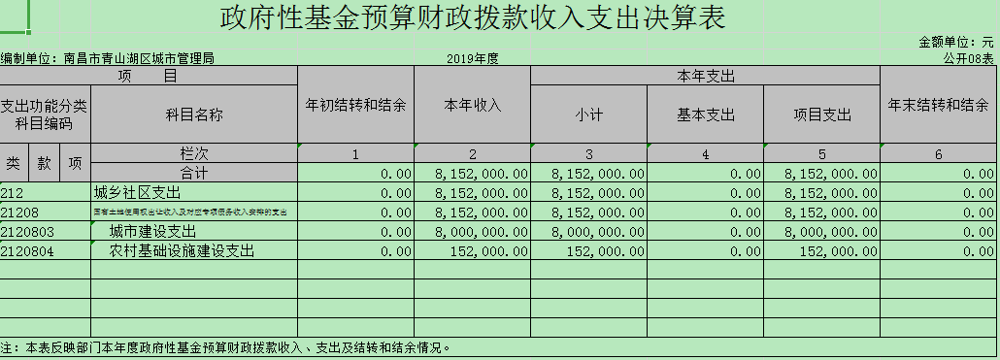 政府性基金预算财政拨款收入支出决算表
金额单位：元
编制单位：南昌市青山湖区城市管理局 2019年度 公开08表
项 目 年初结转和结余 本年收入 本年支出 年末结转和结余
支出功能分类科目编码 科目名称 小计 基本支出 项目支出
类 款 项 栏次 1 2 3 4 5 6
合计 0.00 8,152,000.00 8,152,000.00 0.00 8,152,000.00 0.00
212 城乡社区支出 0.00 8,152,000.00 8,152,000.00 0.00 8,152,000.00 0.00
21208 国有土地使用权出让收入及对应专项债务收入安排的支出 0.00 8,152,000.00 8,152,000.00 0.00 8,152,000.00 0.00
2120803 城市建设支出 0.00 8,000,000.00 8,000,000.00 0.00 8,000,000.00 0.00
2120804 农村基础设施建设支出 0.00 152,000.00 152,000.00 0.00 152,000.00 0.00
注：本表反映部门本年度政府性基金预算财政拨款收入、支出及结转和结余情况。